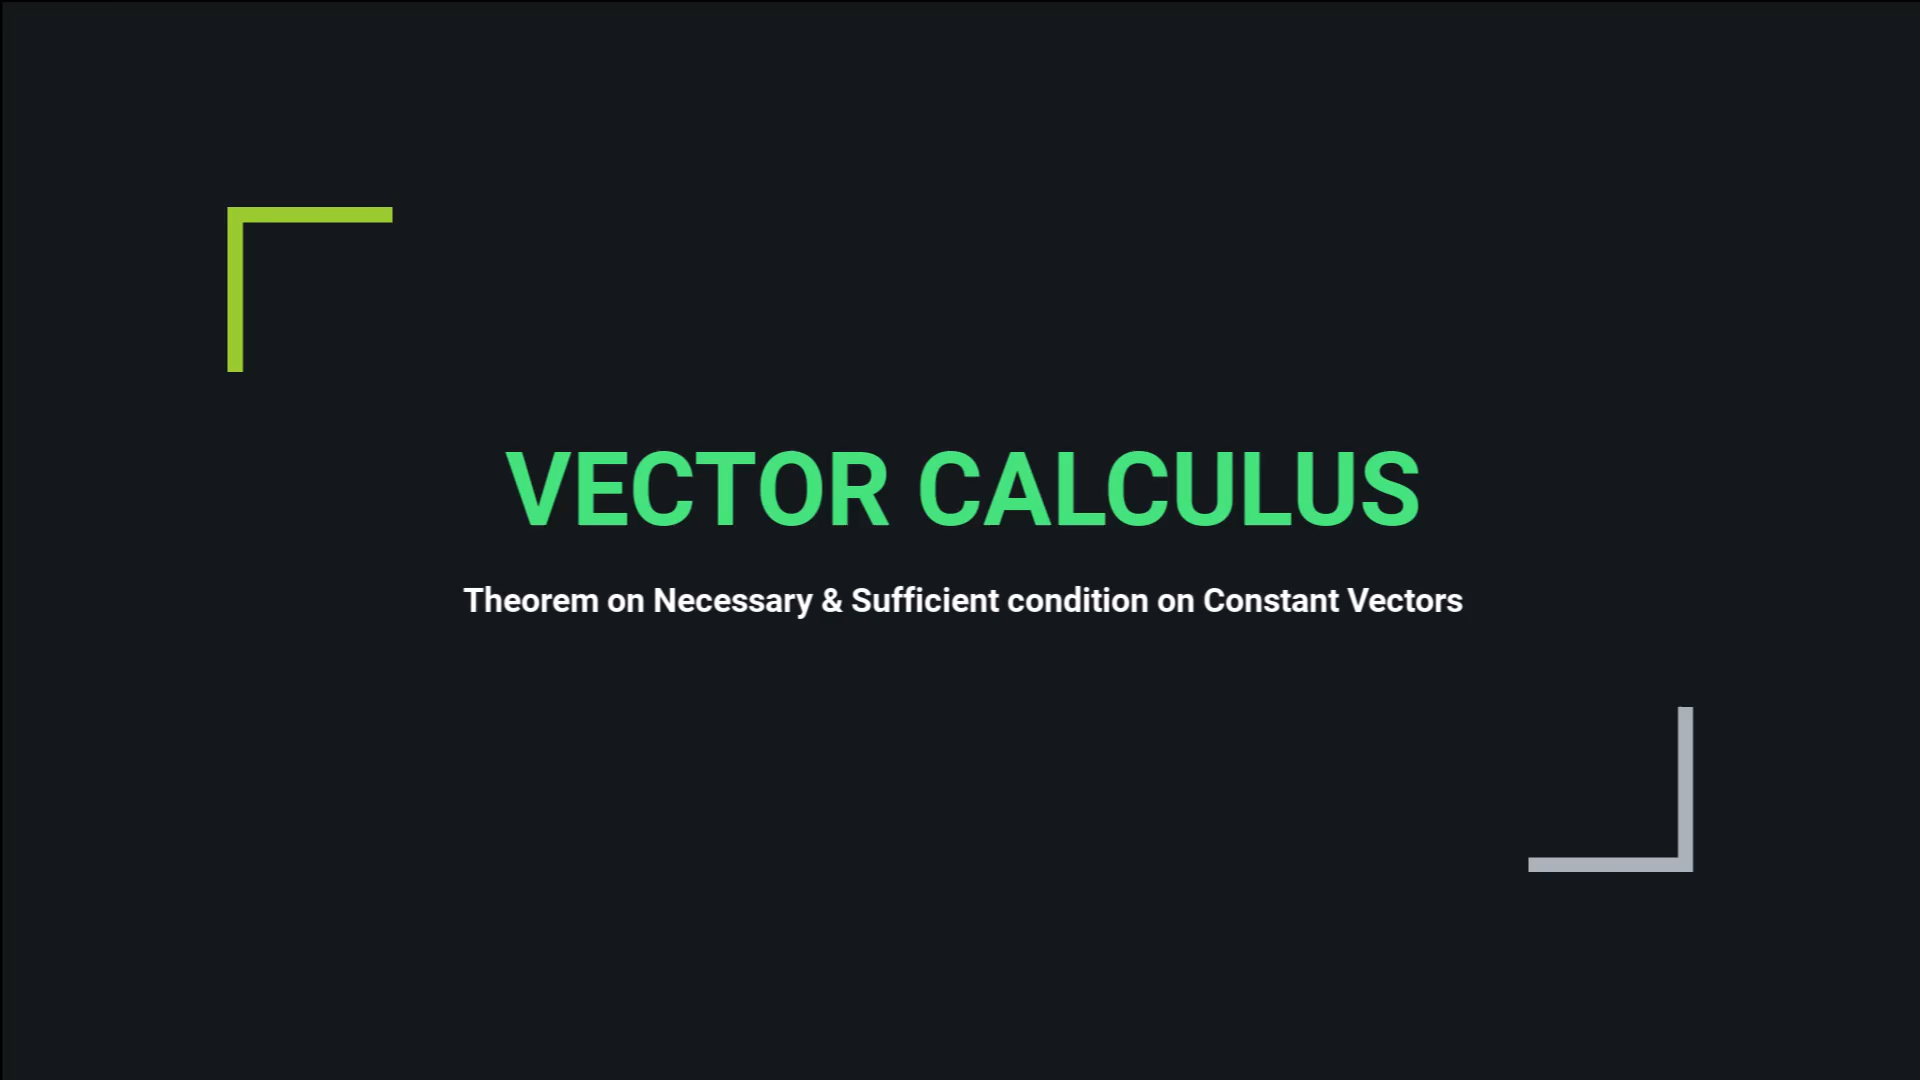 VECTOR CALCULUS
Theorem on Necessary & Sufficient condition on Constant Vectors